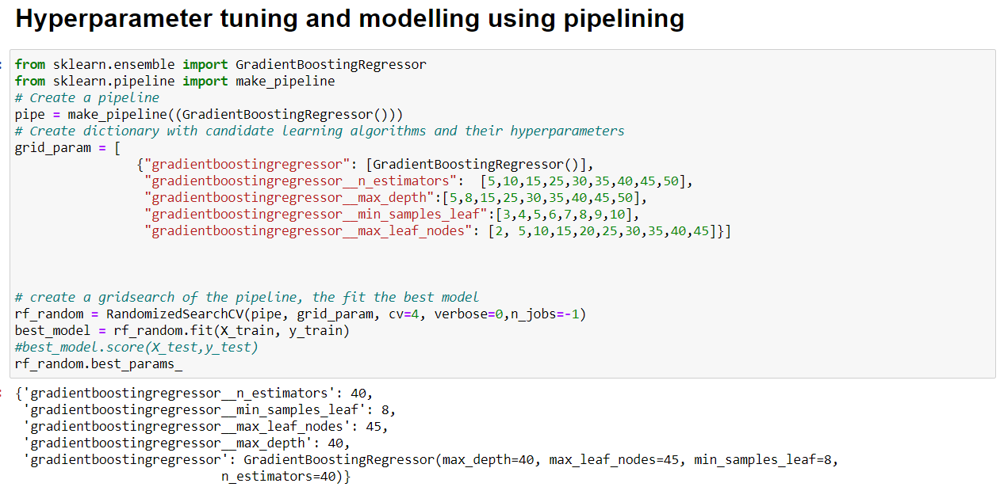 Hyperparameter tuning and modelling using pipelining
from sklearn.ensemble import GradientBoostingRegressor
from sklearn.pipeline import make_pipeline
# Create a pipeline
pipe = make_pipeline((GradientBoostingRegressor()))
# Create dictionary with candidate learning algorithms and their hyperparameters
grid_param = [
{"gradientboostingregressor": [GradientBoostingRegressor()],
"gradientboostingregressor__n_estimators":  [5,10,15,25,30,35,40,45,50],
"gradientboostingregressor__max_depth":[5,8,15,25,30,35,40,45,50],
"gradientboostingregressor__min_samples_leaf":[3,4,5,6,7,8,9,10],
"gradientboostingregressor__max_leaf_nodes": [2, 5,10,15,20,25,30,35,40,45]}]
# create a gridsearch of the pipeline, the fit the best model
rf_random = RandomizedSearchCV(pipe, grid_param, cv=4, verbose=0,n_jobs=-1)
best_model = rf_random.fit(X_train, y_train)
#best_model.score(X_test,y_test)
rf_random.best_params_
{'gradientboostingregressor__n_estimators': 40,
'gradientboostingregressor__min_samples_leaf': 8,
'gradientboostingregressor__max_leaf_nodes': 45,
'gradientboostingregressor__max_depth': 40,
'gradientboostingregressor': GradientBoostingRegressor(max_depth=40, max_leaf_nodes=45, min_samples_leaf=8,
n_estimators=40)}